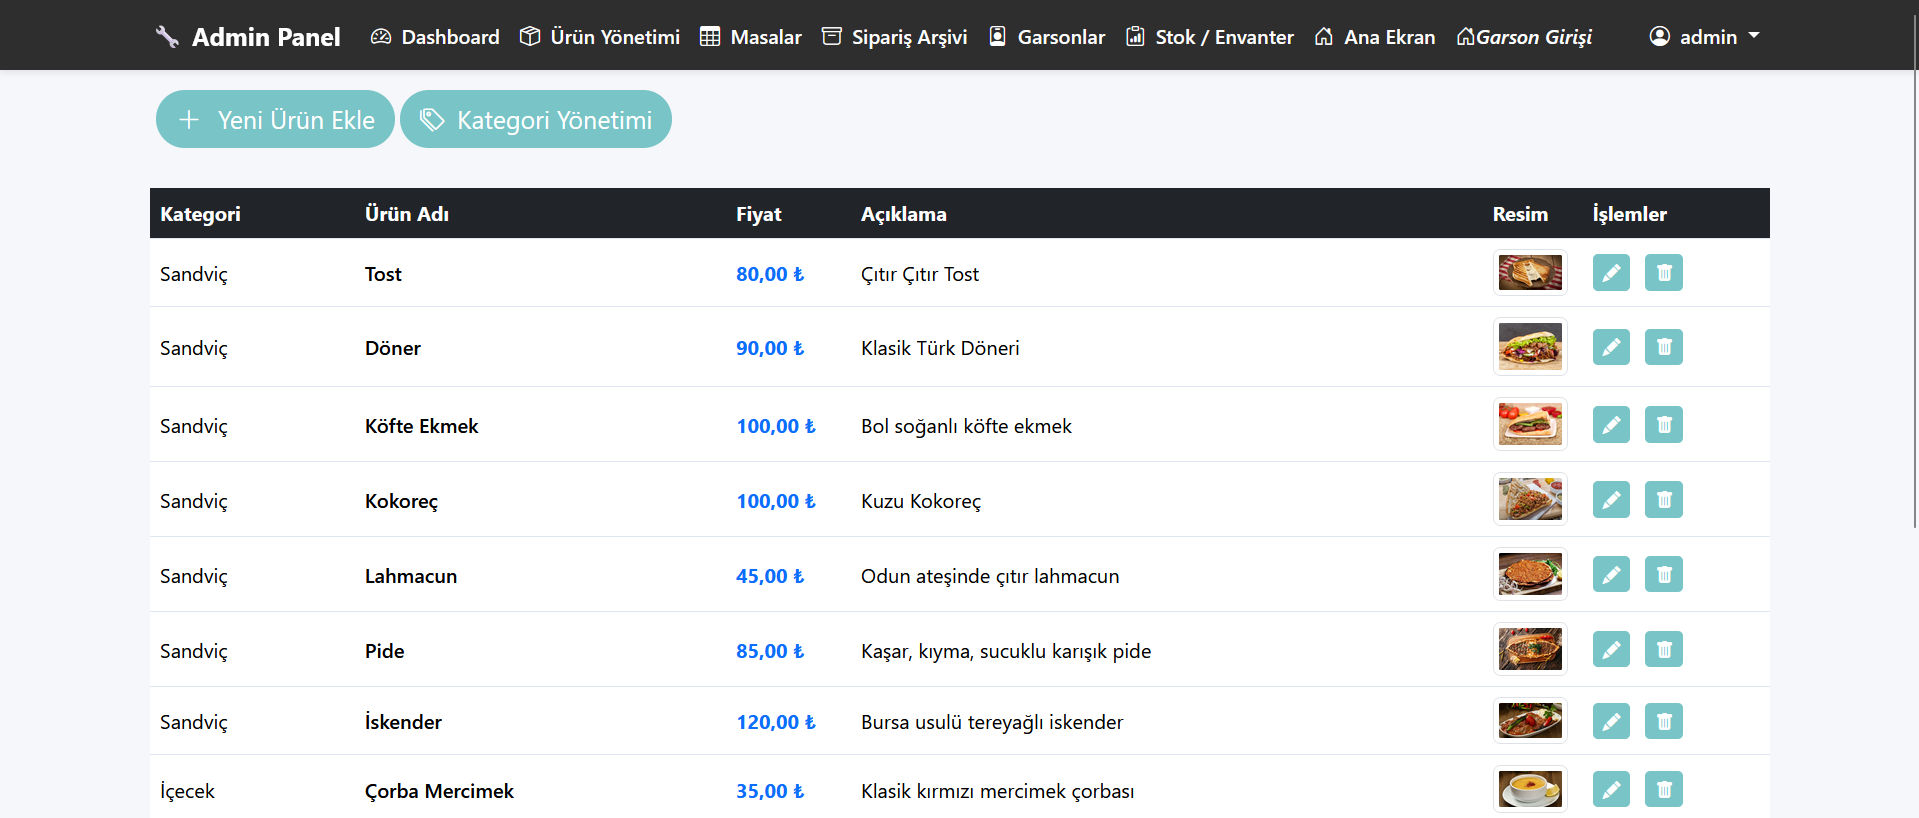 Admin Panel Dashboard Ürün Yönetimi Masalar Sipariş Arşivi Garsonlar Stok / Envanter Ana Ekran Garson Girişi admin
Yeni Ürün Ekle Kategori Yönetimi
Kategori Ürün Adı Fiyat Açıklama Resim İşlemler
Sandviç Tost 80,00 ₺ Çıtır Çıtır Tost
Sandviç Döner 90,00 ₺ Klasik Türk Döneri
Sandviç Köfte Ekmek 100,00 ₺ Bol soğanlı köfte ekmek
Sandviç Kokoreç 100,00 ₺ Kuzu Kokoreç
Sandviç Lahmacun 45,00 ₺ Odun ateşinde çıtır lahmacun
Sandviç Pide 85,00 ₺ Kaşar, kıyma, sucuklu karışık pide
Sandviç İskender 120,00 ₺ Bursa usulü tereyağlı iskender
İçecek Çorba Mercimek 35,00 ₺ Klasik kırmızı mercimek çorbası